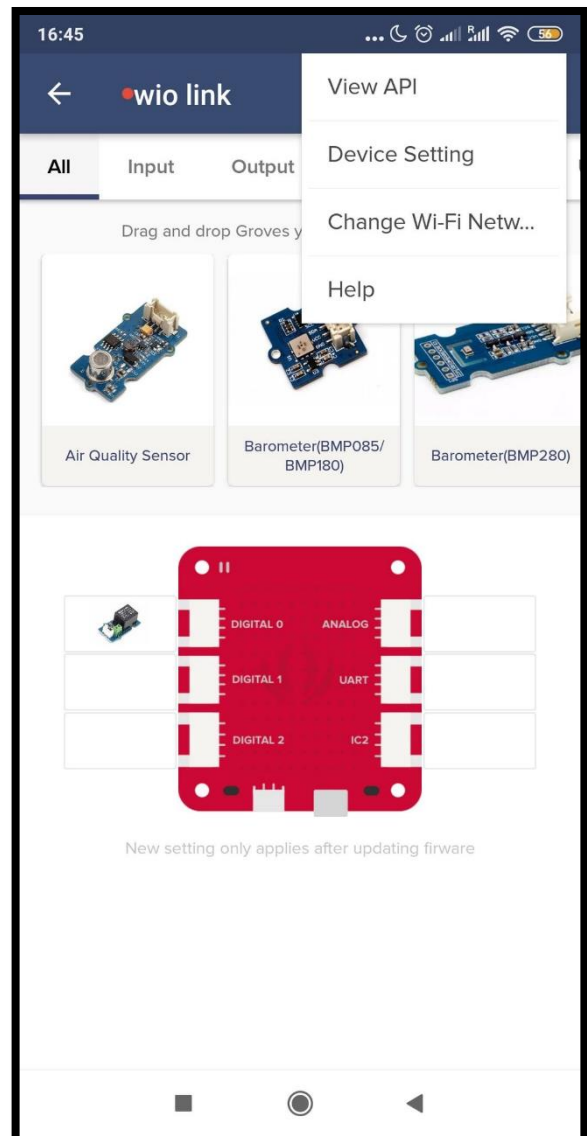 16:45
... R 56
wio link
View API
Device Setting
Change Wi-Fi Netw...
Help
All Input Output
Drag and drop Groves y
Air Quality Sensor
Barometer(BMP085/
BMP180)
Barometer(BMP280)
DIGITAL 0 ANALOG
DIGITAL 1 UART
DIGITAL 2 IC2
New setting only applies after updating firware